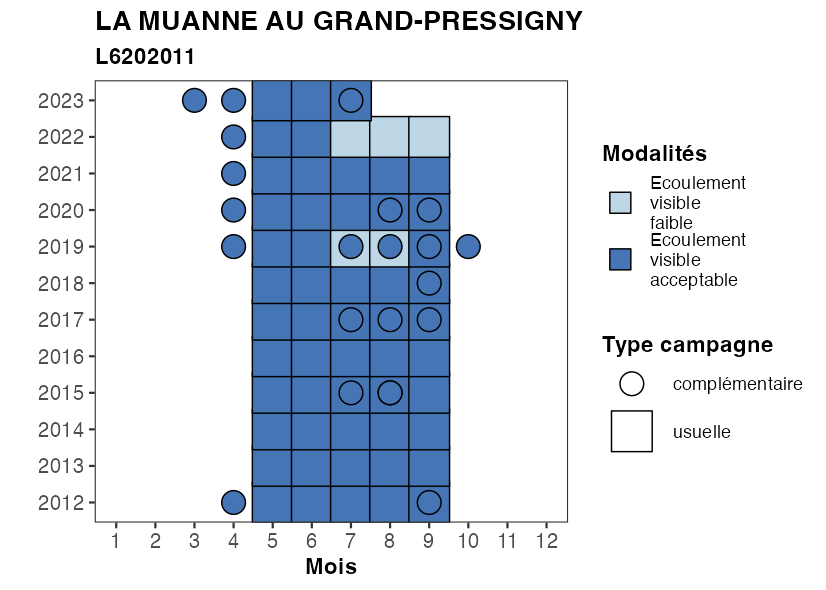 LA MUANNE AU GRAND-PRESSIGNY
L6202011
2023
2022
2021
2020
2019
2018
2017
2016
2015
2014
2013
2012
1 2 3 4 5 6 7 8 9 10 11 12
Mois
Modalités
Ecoulement
visible
faible
Ecoulement
visible
acceptable
Type campagne
complémentaire
usuelle